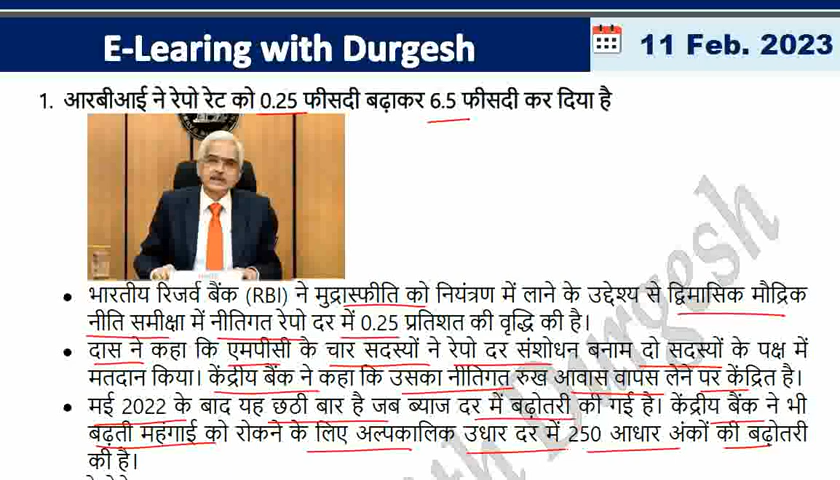 E-Learing with Durgesh
11 Feb. 2023
1. आरबीआई ने रेपो रेट को 0.25 फीसदी बढ़ाकर 6.5 फीसदी कर दिया है
• भारतीय रिजर्व बैंक (RBI) ने मुद्रास्फीति को नियंत्रण में लाने के उद्देश्य से द्विमासिक मौद्रिक
नीति समीक्षा में नीतिगत रेपो दर में 0.25 प्रतिशत की वृद्धि की है।
• दास ने कहा कि एमपीसी के चार सदस्यों ने रेपो दर संशोधन बनाम दो सदस्यों के पक्ष में
मतदान किया। केंद्रीय बैंक ने कहा कि उसका नीतिगत रुख आवास वापस लेने पर केंद्रित है।
• मई 2022 के बाद यह छठी बार है जब ब्याज दर में बढ़ोतरी की गई है। केंद्रीय बैंक ने भी
बढ़ती महंगाई को रोकने के लिए अल्पकालिक उधार दर में 250 आधार अंकों की बढ़ोतरी
की है।
th Durgesh